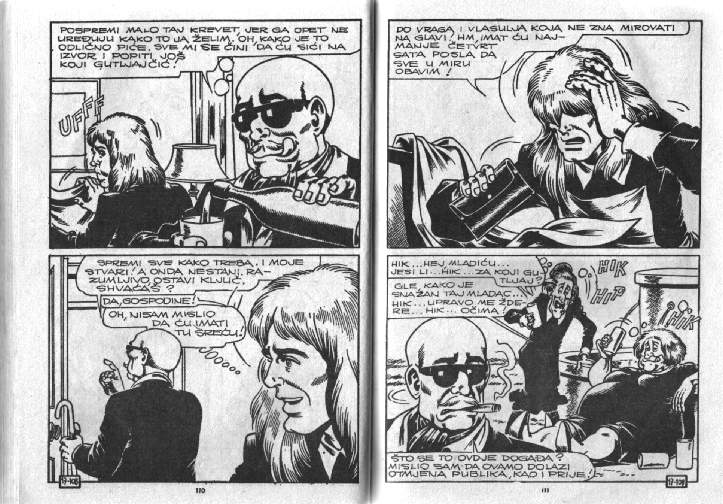 POSPREMI MALO TAJ KREVET, JER GA OPET NE
UREĐUJU KAKO TO JA ŽELIM. OH, KAKO JE TO
ODLIČNO PIĆE, SVE MI SE ČINI DA ĆU SIĆI NA
IZVOR I POPITI JOŠ
KOJI GUTLJAJČIĆ!
UFFF
SPREMI SVE KAKO TREBA, I MOJE
STVARI! A ONDA NESTANI, RA-
ZUMLJIVO OSTAVI KLJUČ,
SHVAĆAŠ?
DA, GOSPODINE!
OH, NISAM MISLIO
DA ĆU IMATI
TU SREĆU!
17-108
110
DO VRAGA I VLASULJA KOJA NE ZNA MIROVATI
NA GLAVI! HM, IMAT ĆU NAJ-
MANJE ČETVRT
SATA POSLA DA
SVE U MIRU
OBAVIM!
HIK...HEJ MLADIĆU...
JESI LI...HIK...ZA KOJI GU-
TLJAJ?
GLE, KAKO JE
SNAŽAN TAJ MLADAC...
HIK...UPRAVO ME ŽDE-
RE...HIK...OČIMA!
HIK
HIP
HIK
ŠTO SE TO OVDJE DOGAĐA?
MISLIO SAM DA OVAMO DOLAZI
OTMJENA PUBLIKA, KAO I PRIJE!
111